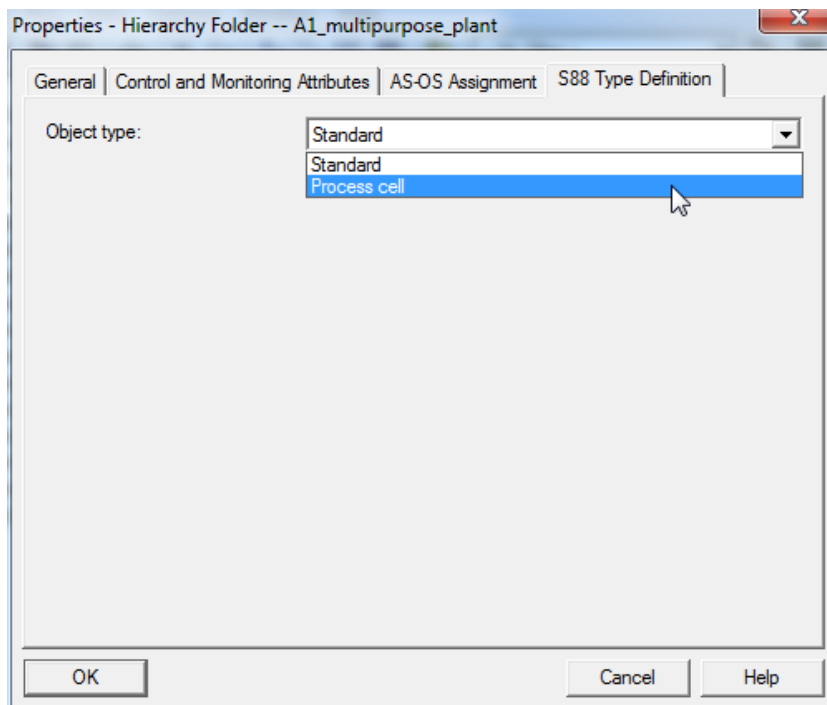 Properties - Hierarchy Folder -- A1_multipurpose_plant
General Control and Monitoring Attributes AS-OS Assignment S88 Type Definition
Object type: Standard
Standard
Process cell
OK Cancel Help